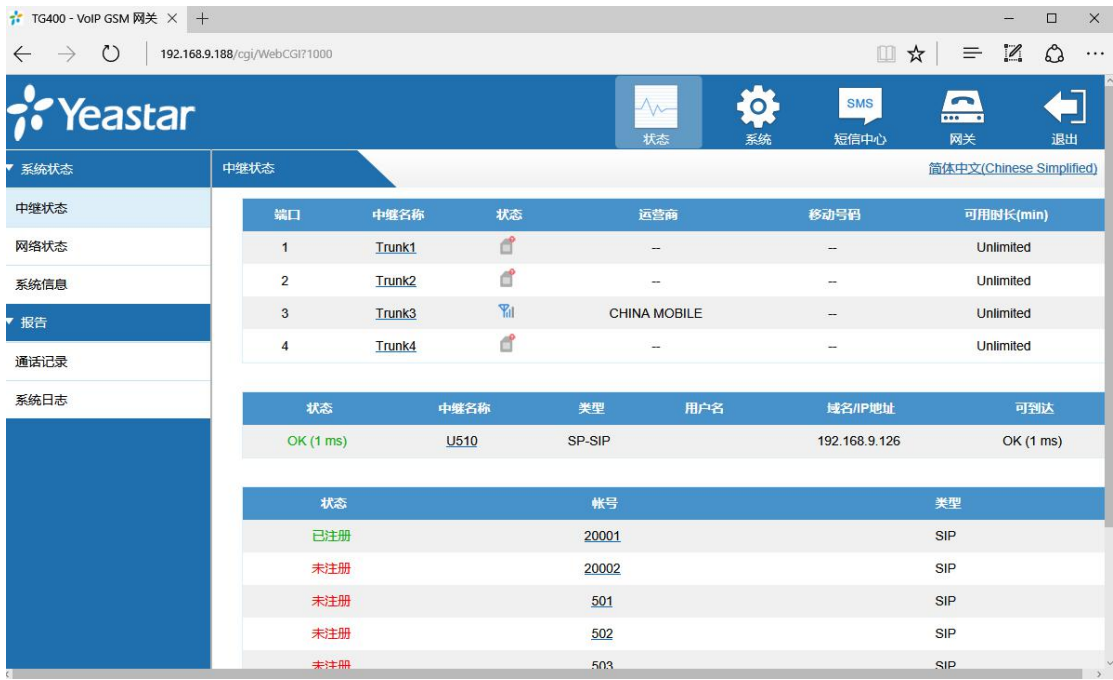 TG400 - VoIP GSM 网关
192.168.9.188/cgi/WebCGI?1000
Yeastar
状态
系统
SMS
短信中心
网关
退出
系统状态
中继状态
简体中文(Chinese Simplified)
中继状态
网络状态
系统信息
报告
通话记录
系统日志
端口 中继名称 状态 运营商 移动号码 可用时长(min)
1 Trunk1 -- -- Unlimited
2 Trunk2 -- -- Unlimited
3 Trunk3 CHINA MOBILE -- Unlimited
4 Trunk4 -- -- Unlimited
状态 中继名称 类型 用户名 域名/IP地址 可到达
OK (1 ms) U510 SP-SIP 192.168.9.126 OK (1 ms)
状态 帐号 类型
已注册 20001 SIP
未注册 20002 SIP
未注册 501 SIP
未注册 502 SIP
未注册 503 SIP